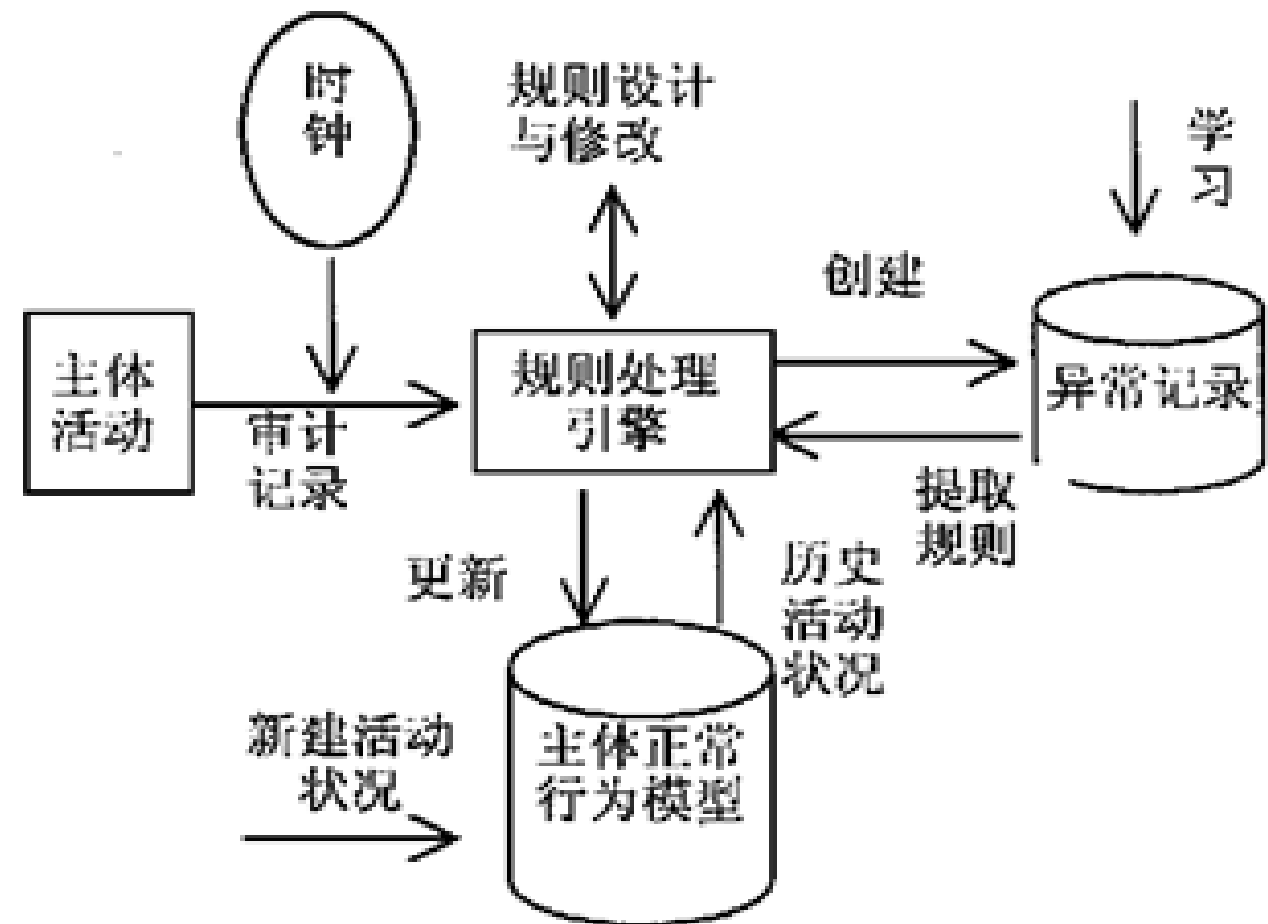 时
钟
规则设计
与修改
学
习
创建
主体
活动
审计
记录
规则处理
引擎
异常记录
提取
规则
更新
历史
活动
状况
新建活动
状况
主体正常
行为模型